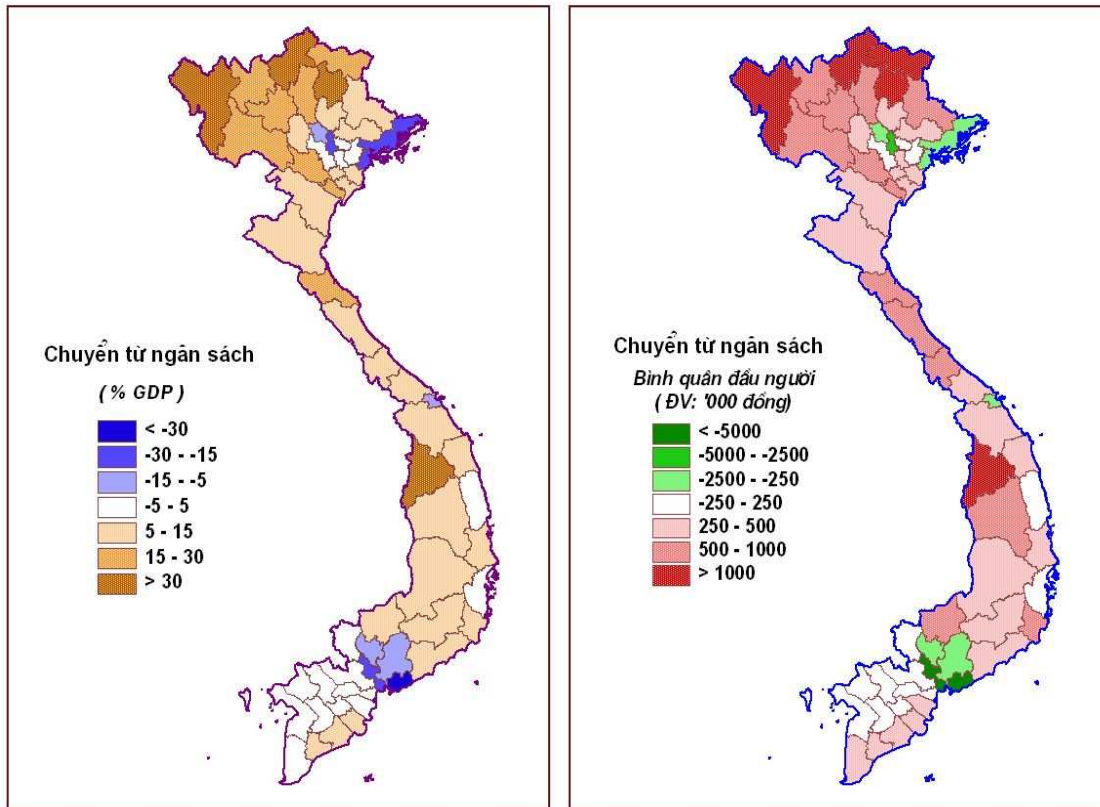 Chuyển từ ngân sách
( % GDP )
< -30
-30 - -15
-15 - -5
-5 - 5
5 - 15
15 - 30
> 30
Chuyển từ ngân sách
Bình quân đầu người
( ĐV: '000 đồng)
< -5000
-5000 - -2500
-2500 - -250
-250 - 250
250 - 500
500 - 1000
> 1000